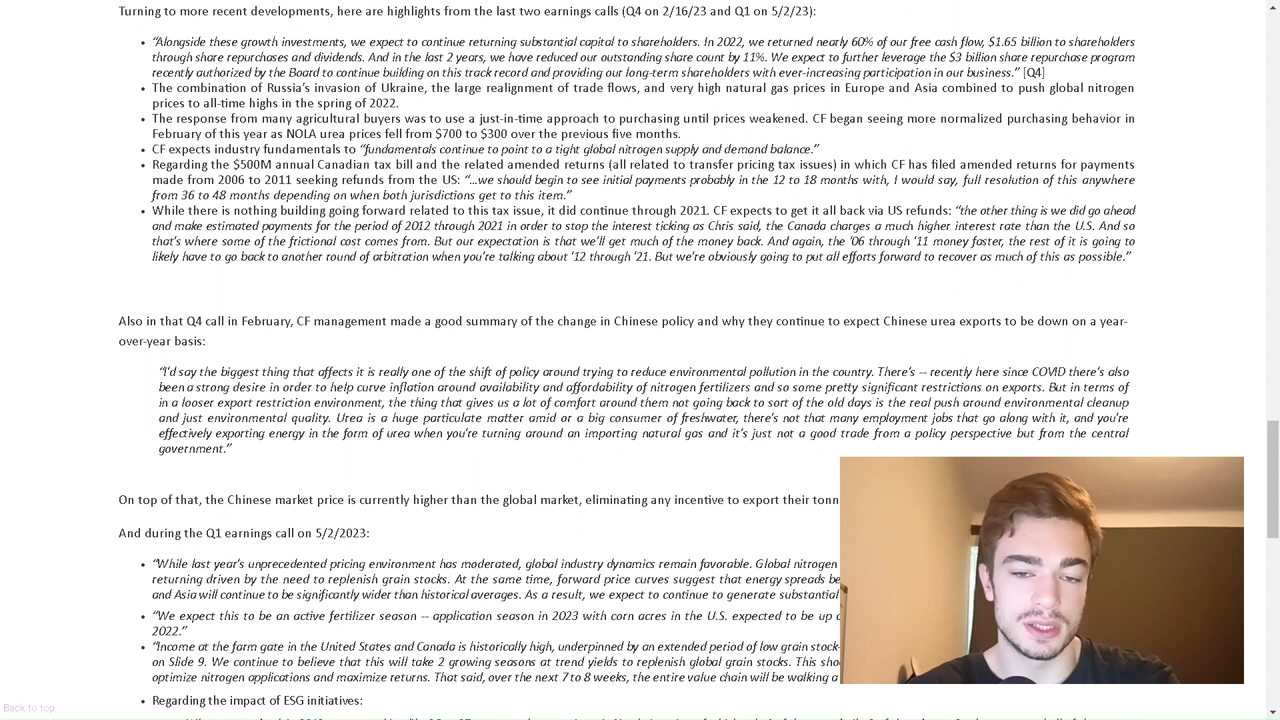 Turning to more recent developments, here are highlights from the last two earnings calls (Q4 on 2/16/23 and Q1 on 5/2/23):
• “Alongside these growth investments, we expect to continue returning substantial capital to shareholders. In 2022, we returned nearly 60% of our free cash flow, $1.65 billion to shareholders
through share repurchases and dividends. And in the last 2 years, we have reduced our outstanding share count by 11%. We expect to further leverage the $3 billion share repurchase program
recently authorized by the Board to continue building on this track record and providing our long-term shareholders with ever-increasing participation in our business.” [Q4]
• The combination of Russia’s invasion of Ukraine, the large realignment of trade flows, and very high natural gas prices in Europe and Asia combined to push global nitrogen
prices to all-time highs in the spring of 2022.
• The response from many agricultural buyers was to use a just-in-time approach to purchasing until prices weakened. CF began seeing more normalized purchasing behavior in
February of this year as NOLA urea prices fell from $700 to $300 over the previous five months.
• CF expects industry fundamentals to “fundamentals continue to point to a tight global nitrogen supply and demand balance.”
• Regarding the $500M annual Canadian tax bill and the related amended returns (all related to transfer pricing tax issues) in which CF has filed amended returns for payments
made from 2006 to 2011 seeking refunds from the US: “…we should begin to see initial payments probably in the 12 to 18 months with, I would say, full resolution of this anywhere
from 36 to 48 months depending on when both jurisdictions get to this item.”
• While there is nothing building going forward related to this tax issue, it did continue through 2021. CF expects to get it all back via US refunds: “the other thing is we did go ahead
and make estimated payments for the period of 2012 through 2021 in order to stop the interest ticking as Chris said, the Canada charges a much higher interest rate than the U.S. And so
that’s where some of the frictional cost comes from. But our expectation is that we’ll get much of the money back. And again, the ’06 through ’11 money faster, the rest of it is going to
likely have to go back to another round of arbitration when you’re talking about ’12 through ’21. But we’re obviously going to put all efforts forward to recover as much of this as possible.”
Also in that Q4 call in February, CF management made a good summary of the change in Chinese policy and why they continue to expect Chinese urea exports to be down on a year-
over-year basis:
“I’d say the biggest thing that affects it is really one of the shift of policy around trying to reduce environmental pollution in the country. There’s -- recently here since COVID there’s also
been a strong desire in order to help curve inflation around availability and affordability of nitrogen fertilizers and so some pretty significant restrictions on exports. But in terms of
in a looser export restriction environment, the thing that gives us a lot of comfort around them not going back to sort of the old days is the real push around environmental cleanup
and just environmental quality. Urea is a huge particulate matter amid or a big consumer of freshwater, there’s not that many employment jobs that go along with it, and you’re
effectively exporting energy in the form of urea when you’re turning around an importing natural gas and it’s just not a good trade from a policy perspective but from the central
government.”
On top of that, the Chinese market price is currently higher than the global market, eliminating any incentive to export their tonn
And during the Q1 earnings call on 5/2/2023:
• “While last year’s unprecedented pricing environment has moderated, global industry dynamics remain favorable. Global nitrogen
returning driven by the need to replenish grain stocks. At the same time, forward price curves suggest that energy spreads be
and Asia will continue to be significantly wider than historical averages. As a result, we expect to continue to generate substantial
• “We expect this to be an active fertilizer season -- application season in 2023 with corn acres in the U.S. expected to be up
2022.”
• “Income at the farm gate in the United States and Canada is historically high, underpinned by an extended period of low grain stock-
on Slide 9. We continue to believe that this will take 2 growing seasons at trend yields to replenish global grain stocks. This sho
optimize nitrogen applications and maximize returns. That said, over the next 7 to 8 weeks, the entire value chain will be walking a
• Regarding the impact of ESG initiatives:
Back to top